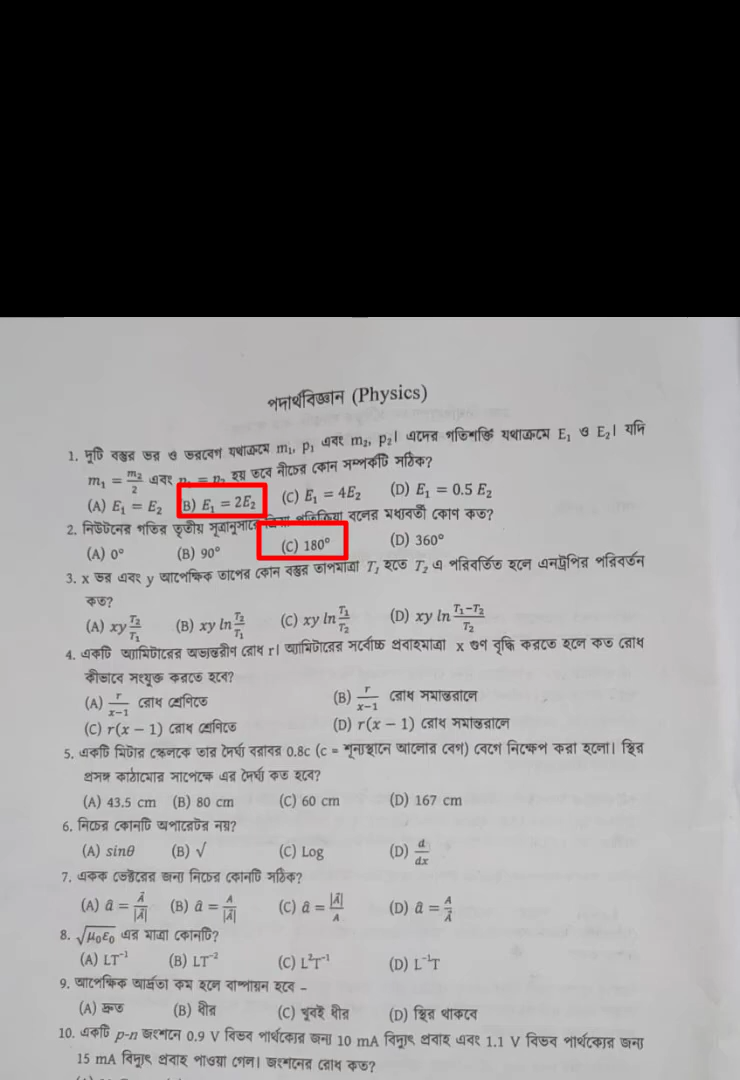 পদার্থবিজ্ঞান (Physics)
1. দুটি বস্তুর ভর ও ভরবেগ যথাক্রমে m₁, p₁ এবং m₂, p₂। এদের গতিশক্তি যথাক্রমে E₁ ও E₂। যদি
m₁ = m₂/2 এবং p₁ = p₂ হয় তবে নীচের কোন সম্পর্কটি সঠিক?
(A) E₁ = E₂ (B) E₁ = 2E₂ (C) E₁ = 4E₂ (D) E₁ = 0.5 E₂
2. নিউটনের গতির তৃতীয় সূত্রানুসারে ক্রিয়া প্রতিক্রিয়া বলের মধ্যবর্তী কোণ কত?
(A) 0° (B) 90° (C) 180° (D) 360°
3. x ভর এবং y আপেক্ষিক তাপের কোন বস্তুর তাপমাত্রা T₁ হতে T₂ এ পরিবর্তিত হলে এনট্রপির পরিবর্তন
কত?
(A) xy T₂/T₁ (B) xy ln T₂/T₁ (C) xy ln T₁/T₂ (D) xy ln (T₁−T₂)/T₂
4. একটি অ্যামিটারের অভ্যন্তরীণ রোধ r। অ্যামিটারের সর্বোচ্চ প্রবাহমাত্রা x গুণ বৃদ্ধি করতে হলে কত রোধ
কীভাবে সংযুক্ত করতে হবে?
(A) r/(x−1) রোধ শ্রেণিতে (B) r/(x−1) রোধ সমান্তরালে
(C) r(x − 1) রোধ শ্রেণিতে (D) r(x − 1) রোধ সমান্তরালে
5. একটি মিটার স্কেলকে তার দৈর্ঘ্য বরাবর 0.8c (c = শূন্যস্থানে আলোর বেগ) বেগে নিক্ষেপ করা হলো। স্থির
প্রসঙ্গ কাঠামোর সাপেক্ষে এর দৈর্ঘ্য কত হবে?
(A) 43.5 cm (B) 80 cm (C) 60 cm (D) 167 cm
6. নিচের কোনটি অপারেটর নয়?
(A) sinθ (B) √ (C) Log (D) d/dx
7. একক ভেক্টরের জন্য নিচের কোনটি সঠিক?
(A) â = Ā/|Ā| (B) â = A/|Ā| (C) â = |Ā|/A (D) â = A/Ā
8. √μ₀ε₀ এর মাত্রা কোনটি?
(A) LT⁻¹ (B) LT⁻² (C) L²T⁻¹ (D) L⁻¹T
9. আপেক্ষিক আর্দ্রতা কম হলে বাষ্পায়ন হবে –
(A) দ্রুত (B) ধীর (C) খুবই ধীর (D) স্থির থাকবে
10. একটি p-n জংশনে 0.9 V বিভব পার্থক্যের জন্য 10 mA বিদ্যুৎ প্রবাহ এবং 1.1 V বিভব পার্থক্যের জন্য
15 mA বিদ্যুৎ প্রবাহ পাওয়া গেল। জংশনের রোধ কত?